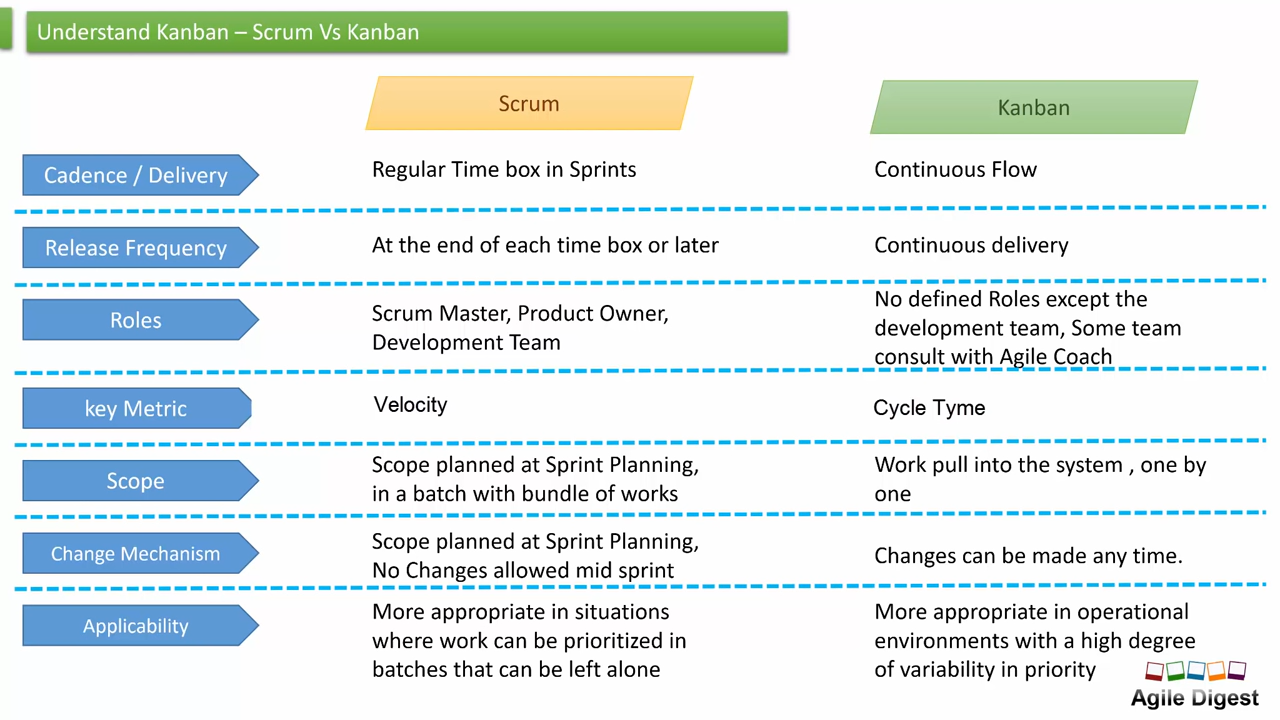 Understand Kanban – Scrum Vs Kanban
Scrum
Kanban
Cadence / Delivery
Regular Time box in Sprints
Continuous Flow
Release Frequency
At the end of each time box or later
Continuous delivery
Roles
Scrum Master, Product Owner,
Development Team
No defined Roles except the
development team, Some team
consult with Agile Coach
key Metric
Velocity
Cycle Tyme
Scope
Scope planned at Sprint Planning,
in a batch with bundle of works
Work pull into the system , one by
one
Change Mechanism
Scope planned at Sprint Planning,
No Changes allowed mid sprint
Changes can be made any time.
Applicability
More appropriate in situations
where work can be prioritized in
batches that can be left alone
More appropriate in operational
environments with a high degree
of variability in priority
Agile Digest